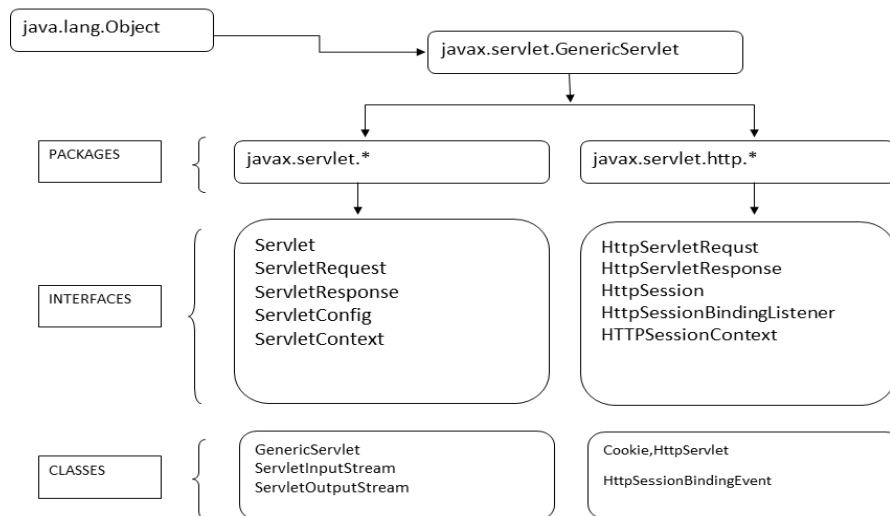 java.lang.Object
javax.servlet.GenericServlet
PACKAGES
javax.servlet.*
javax.servlet.http.*
INTERFACES
Servlet
ServletRequest
ServletResponse
ServletConfig
ServletContext
HttpServletRequst
HttpServletResponse
HttpSession
HttpSessionBindingListener
HTTPSessionContext
CLASSES
GenericServlet
ServletInputStream
ServletOutputStream
Cookie,HttpServlet
HttpSessionBindingEvent